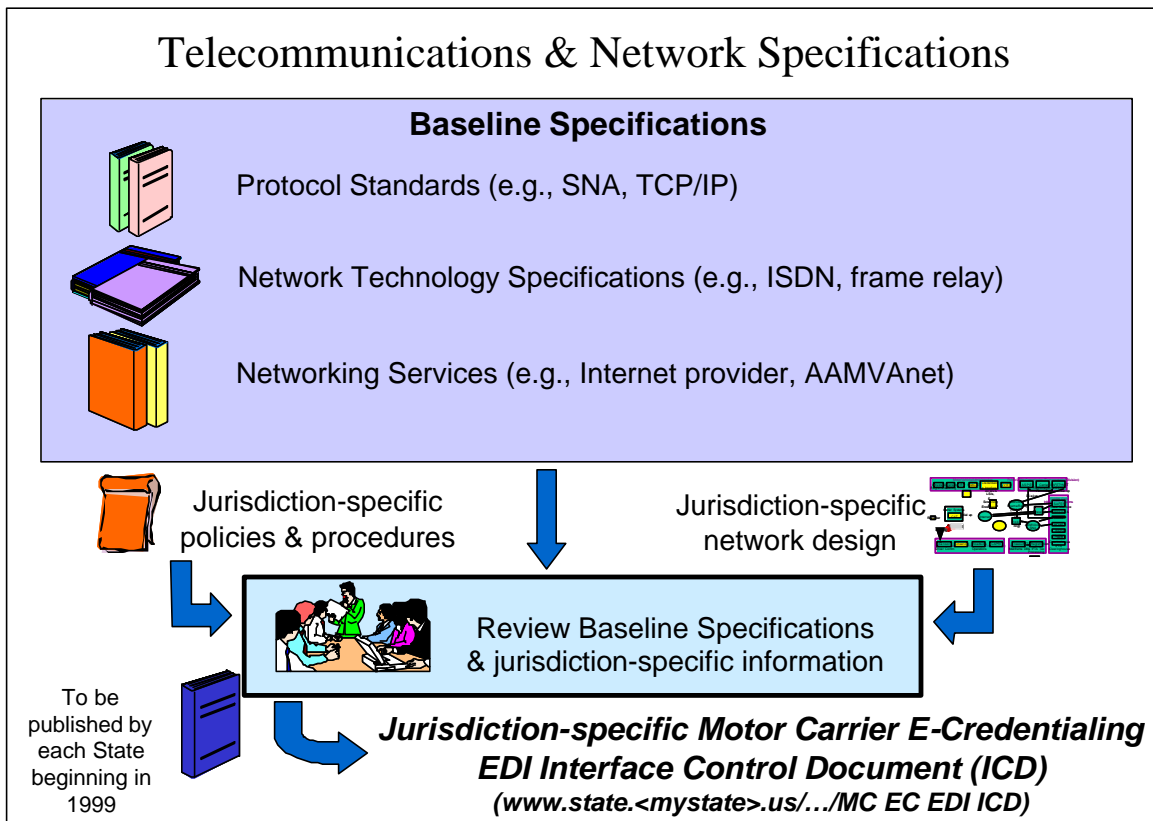 Telecommunications & Network Specifications
Baseline Specifications
Protocol Standards (e.g., SNA, TCP/IP)
Network Technology Specifications (e.g., ISDN, frame relay)
Networking Services (e.g., Internet provider, AAMVAnet)
Jurisdiction-specific
policies & procedures
Jurisdiction-specific
network design
Review Baseline Specifications
& jurisdiction-specific information
To be
published by
each State
beginning in
1999
Jurisdiction-specific Motor Carrier E-Credentialing
EDI Interface Control Document (ICD)
(www.state.<mystate>.us/…/MC EC EDI ICD)